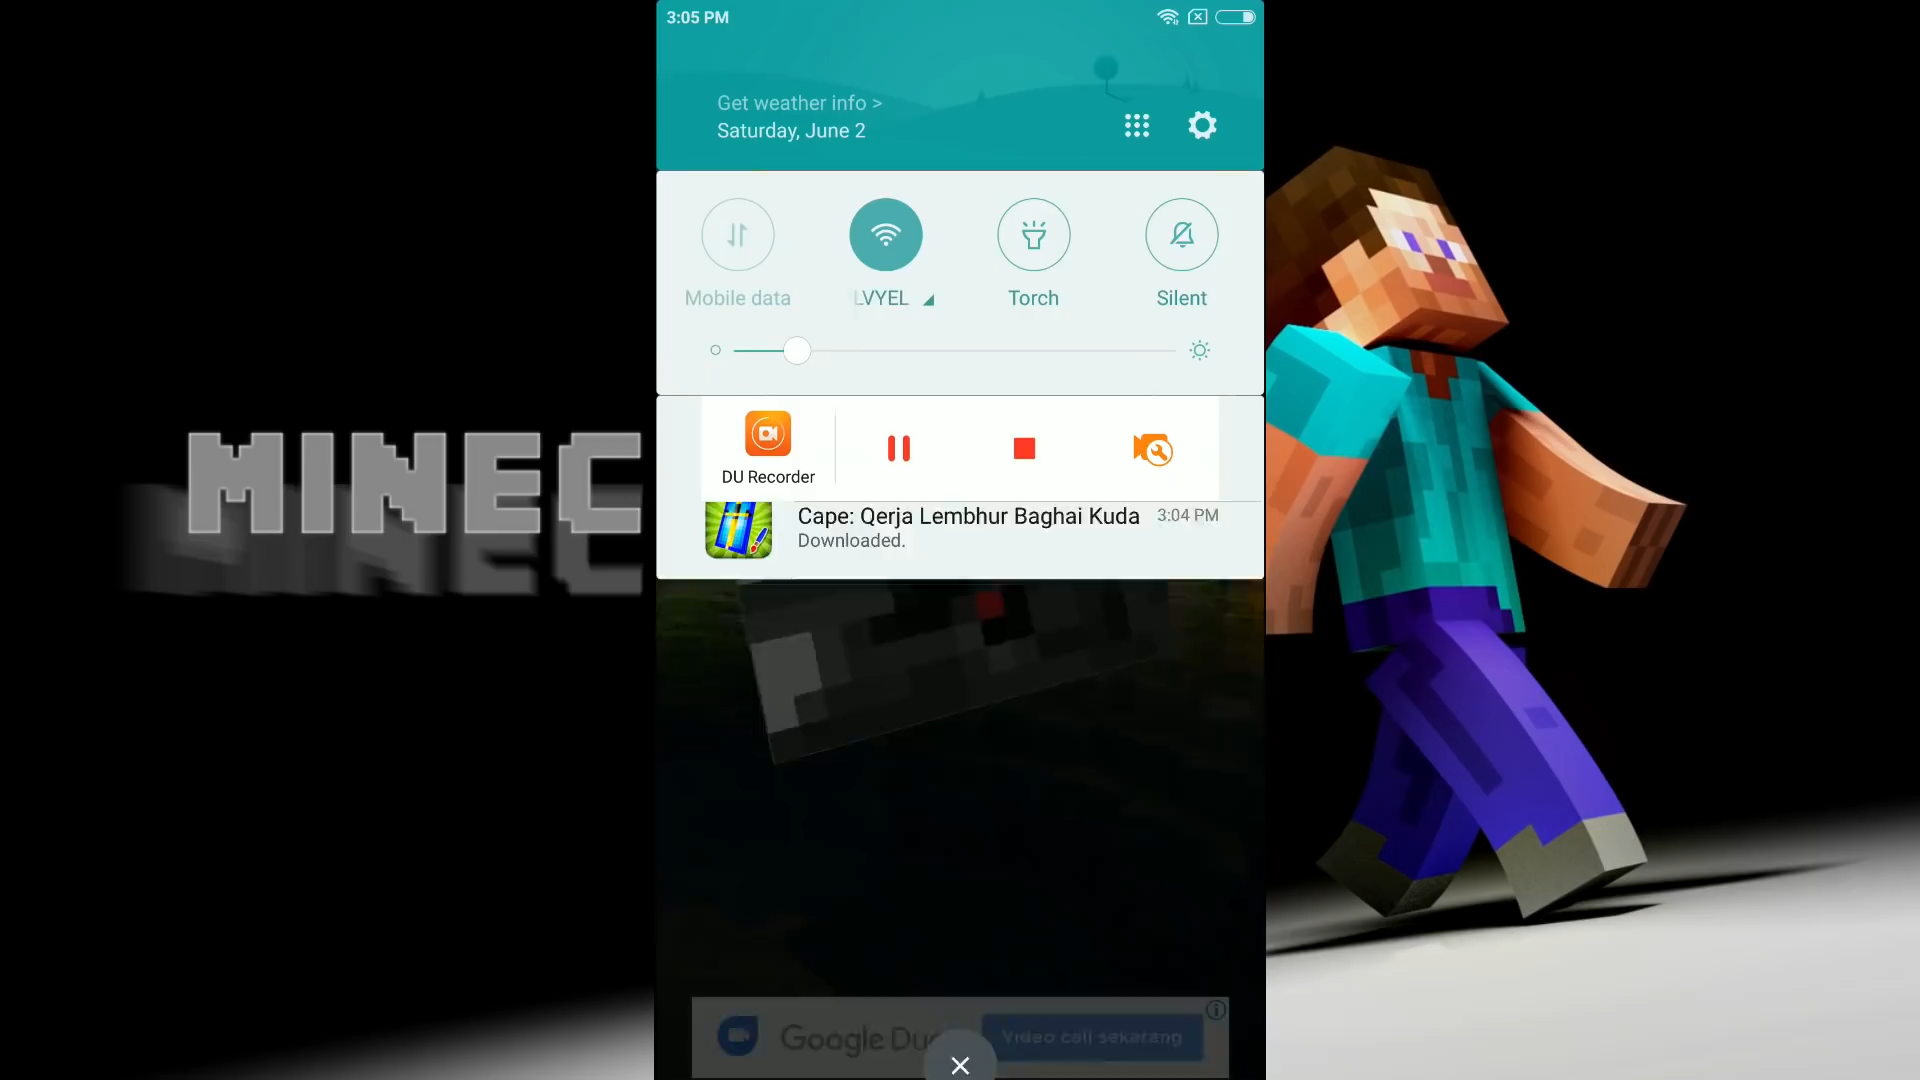 3:05 PM
Get weather info >
Saturday, June 2
Mobile data
LVYEL
Torch
Silent
MINEC
DU Recorder
Cape: Qerja Lembhur Baghai Kuda
3:04 PM
Downloaded.
Google Du
Video call sekarang